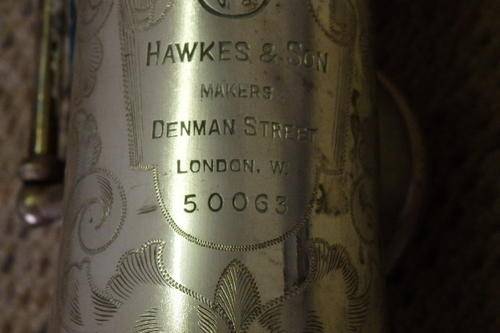 HAWKES & SON
MAKERS
DENMAN STREET
LONDON. W.
50063